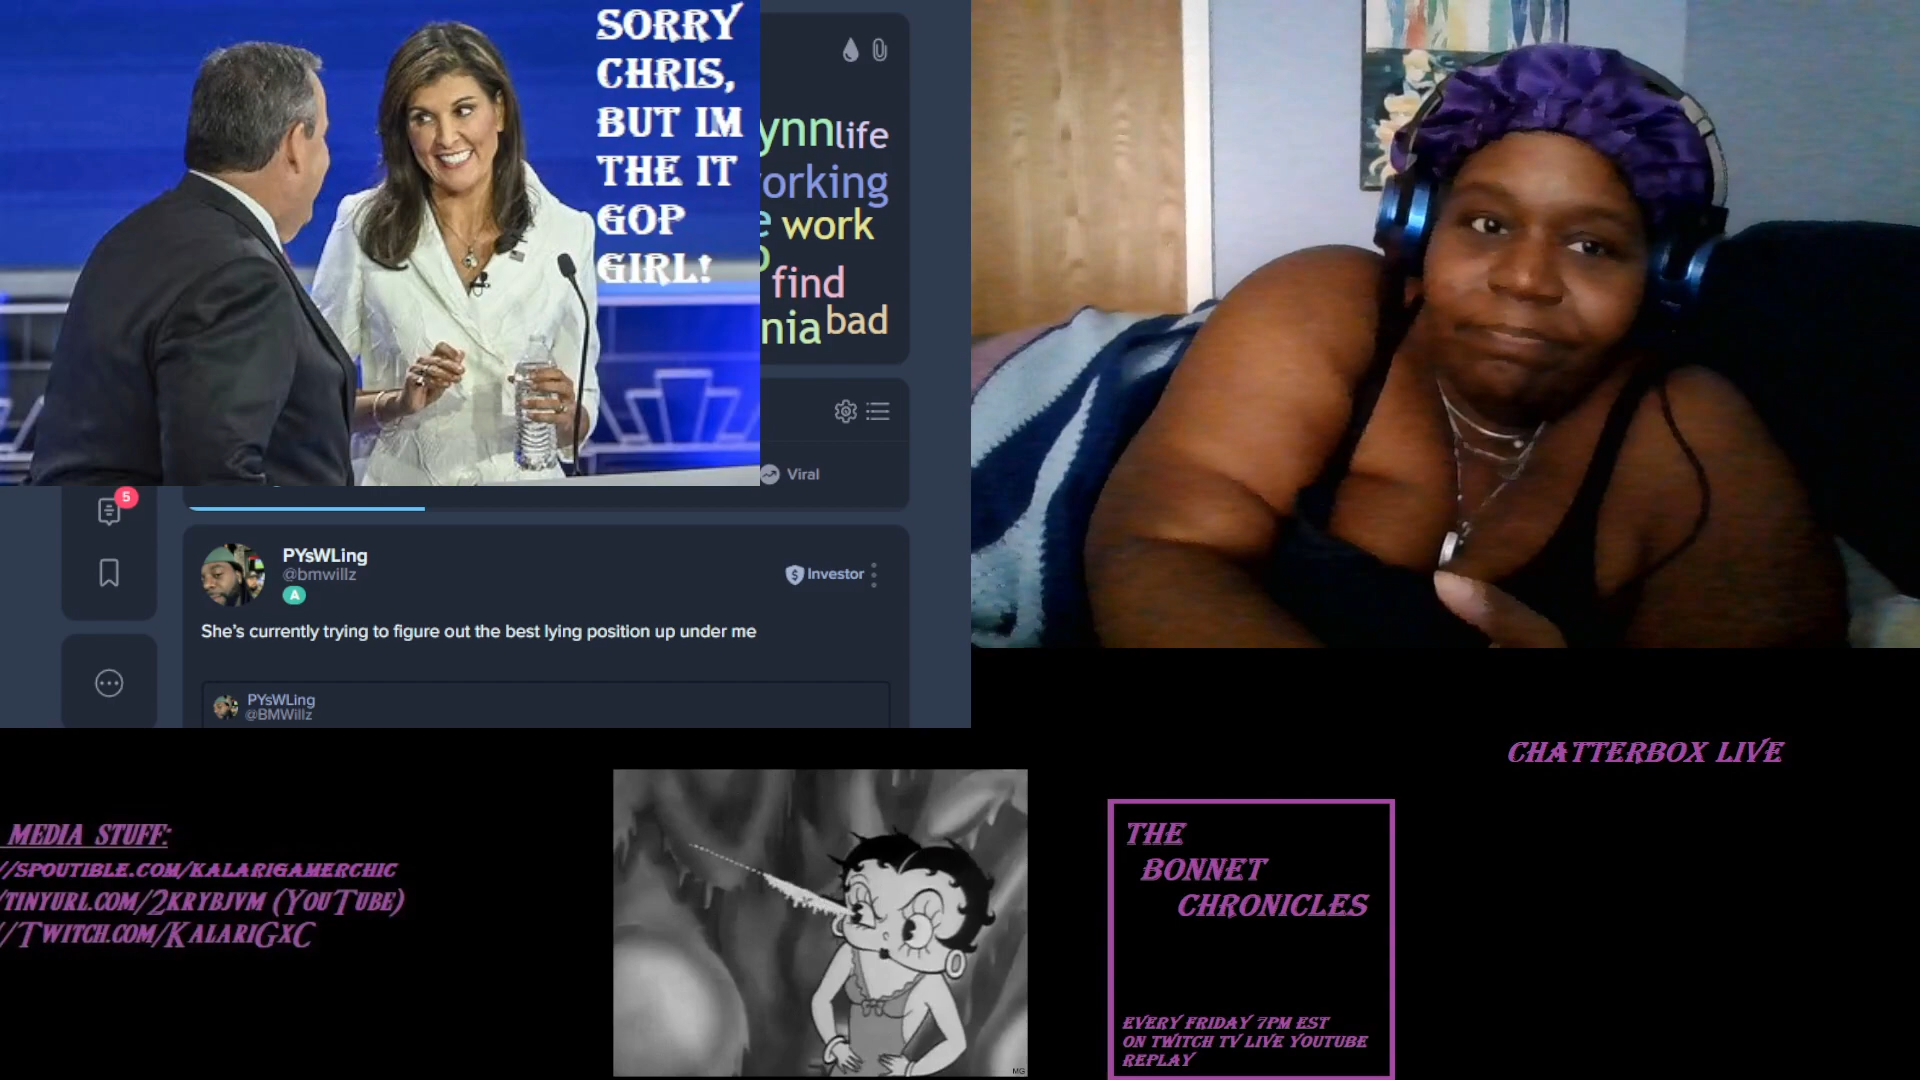 SORRY
CHRIS,
BUT IM
THE IT
GOP
GIRL!
ynnlife
orking
e work
find
nia bad
Viral
5
PYsWLing
@bmwillz
A
Investor
She's currently trying to figure out the best lying position up under me
PYsWLing
@BMWillz
CHATTERBOX LIVE
MEDIA STUFF:
//SPOUTIBLE.COM/KALARIGAMERCHIC
/TINYURL.COM/2KRYBJVM (YOUTUBE)
//TWITCH.COM/KALARIGXC
THE
BONNET
CHRONICLES
EVERY FRIDAY 7PM EST
ON TWITCH TV LIVE YOUTUBE
REPLAY
MG